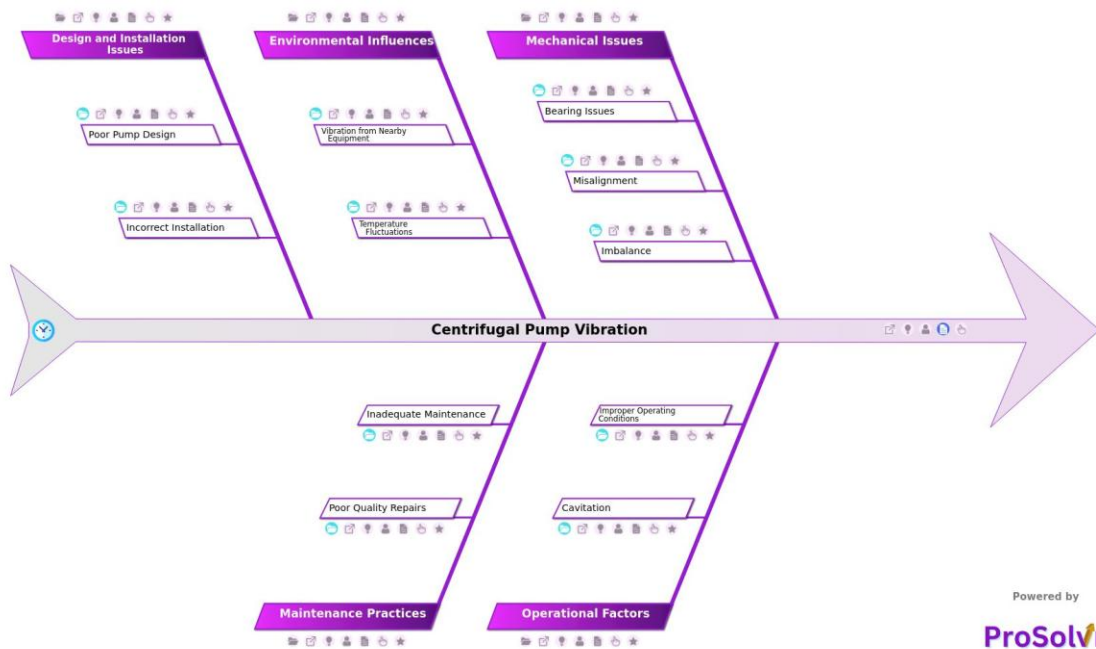 Design and Installation
Issues
Environmental Influences
Mechanical Issues
Poor Pump Design
Vibration from Nearby
Equipment
Bearing Issues
Misalignment
Incorrect Installation
Temperature
Fluctuations
Imbalance
Centrifugal Pump Vibration
Inadequate Maintenance
Improper Operating
Conditions
Poor Quality Repairs
Cavitation
Maintenance Practices
Operational Factors
Powered by